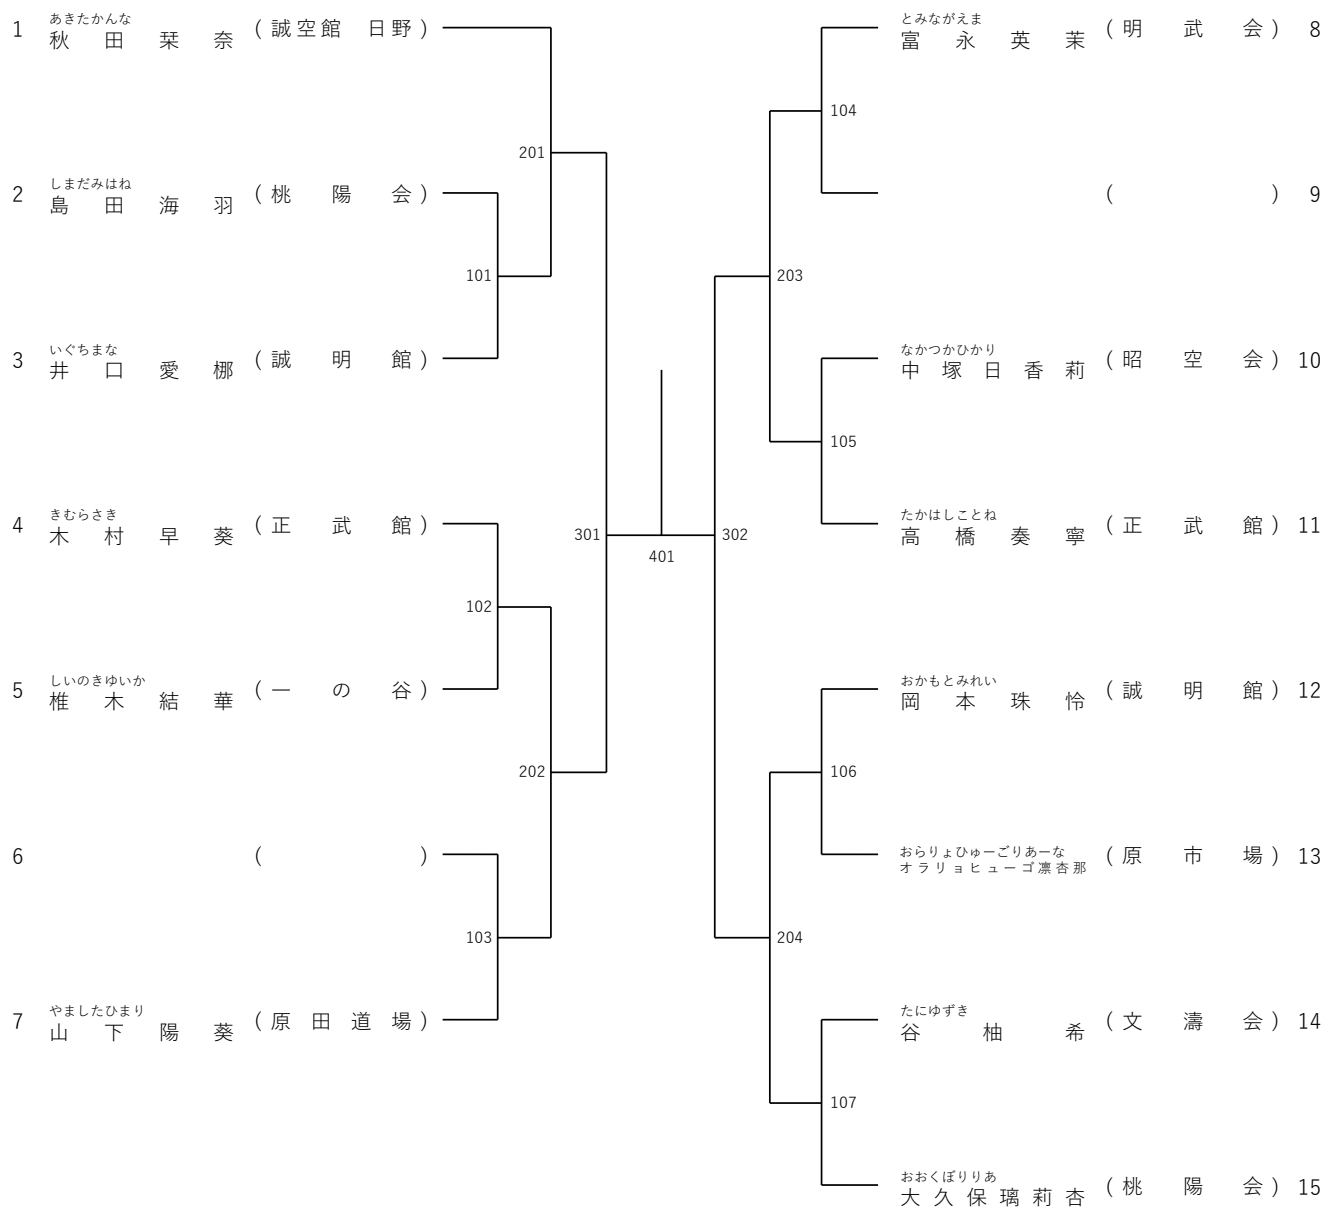 あきたかんな
1 秋田栞奈 (誠空館 日野)
201
しまだみはね
2 島田海羽 (桃陽会)
101
いぐちまな
3 井口愛梛 (誠明館)
きむらさき
4 木村早葵 (正武館)
301
102
しいのきゆいか
5 椎木結華 (一の谷)
202
6 ( )
103
やましたひまり
7 山下陽葵 (原田道場)
401
とみながえま
富永英茉 (明武会) 8
104
( ) 9
203
なかつかひかり
中塚日香莉 (昭空会) 10
105
たかはしことね
高橋奏寧 (正武館) 11
302
おかもとみれい
岡本珠怜 (誠明館) 12
106
おらりょひゅーごりあーな
オラリョヒューゴ凛杏那 (原市場) 13
204
たにゆずき
谷柚希 (文濤会) 14
107
おおくぼりりあ
大久保璃莉杏 (桃陽会) 15